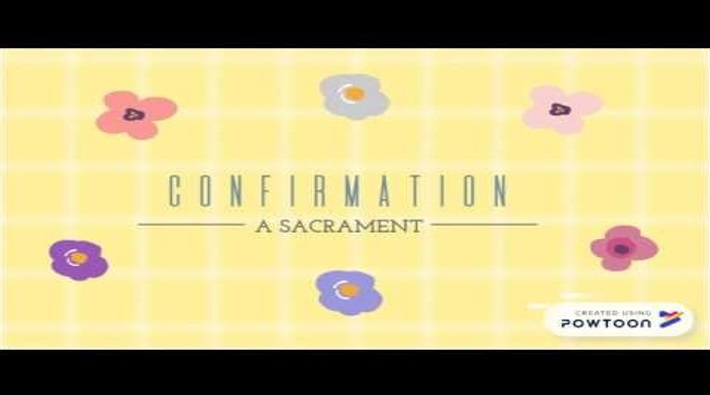 CONFIRMATION
A SACRAMENT
CREATED USING
POWTOON